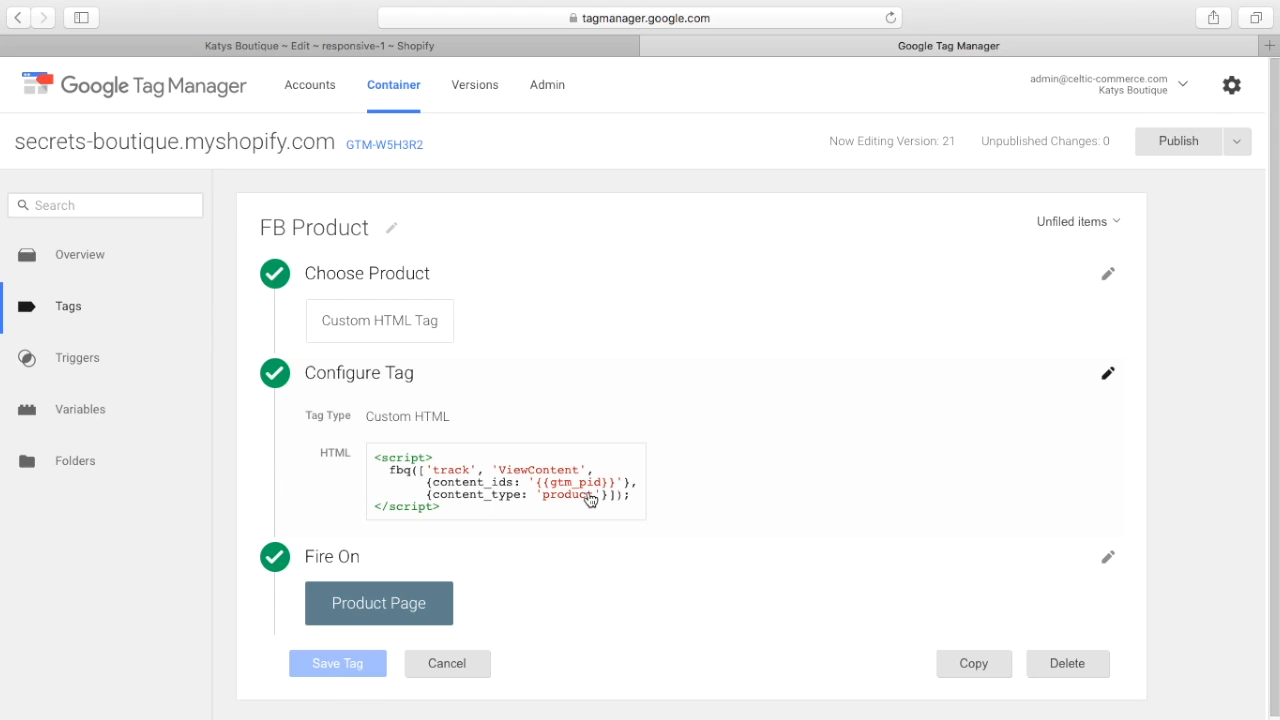 tagmanager.google.com
Katys Boutique ~ Edit ~ responsive-1 ~ Shopify
Google Tag Manager
Google Tag Manager
Accounts
Container
Versions
Admin
admin@celtic-commerce.com
Katys Boutique
secrets-boutique.myshopify.com
GTM-W5H3R2
Now Editing Version: 21
Unpublished Changes: 0
Publish
Search
Overview
Tags
Triggers
Variables
Folders
FB Product
Unfiled items
Choose Product
Custom HTML Tag
Configure Tag
Tag Type
Custom HTML
HTML
<script>
fbq(['track', 'ViewContent',
{content_ids: '{{gtm_pid}}'},
{content_type: 'product'}]);
</script>
Fire On
Product Page
Save Tag
Cancel
Copy
Delete